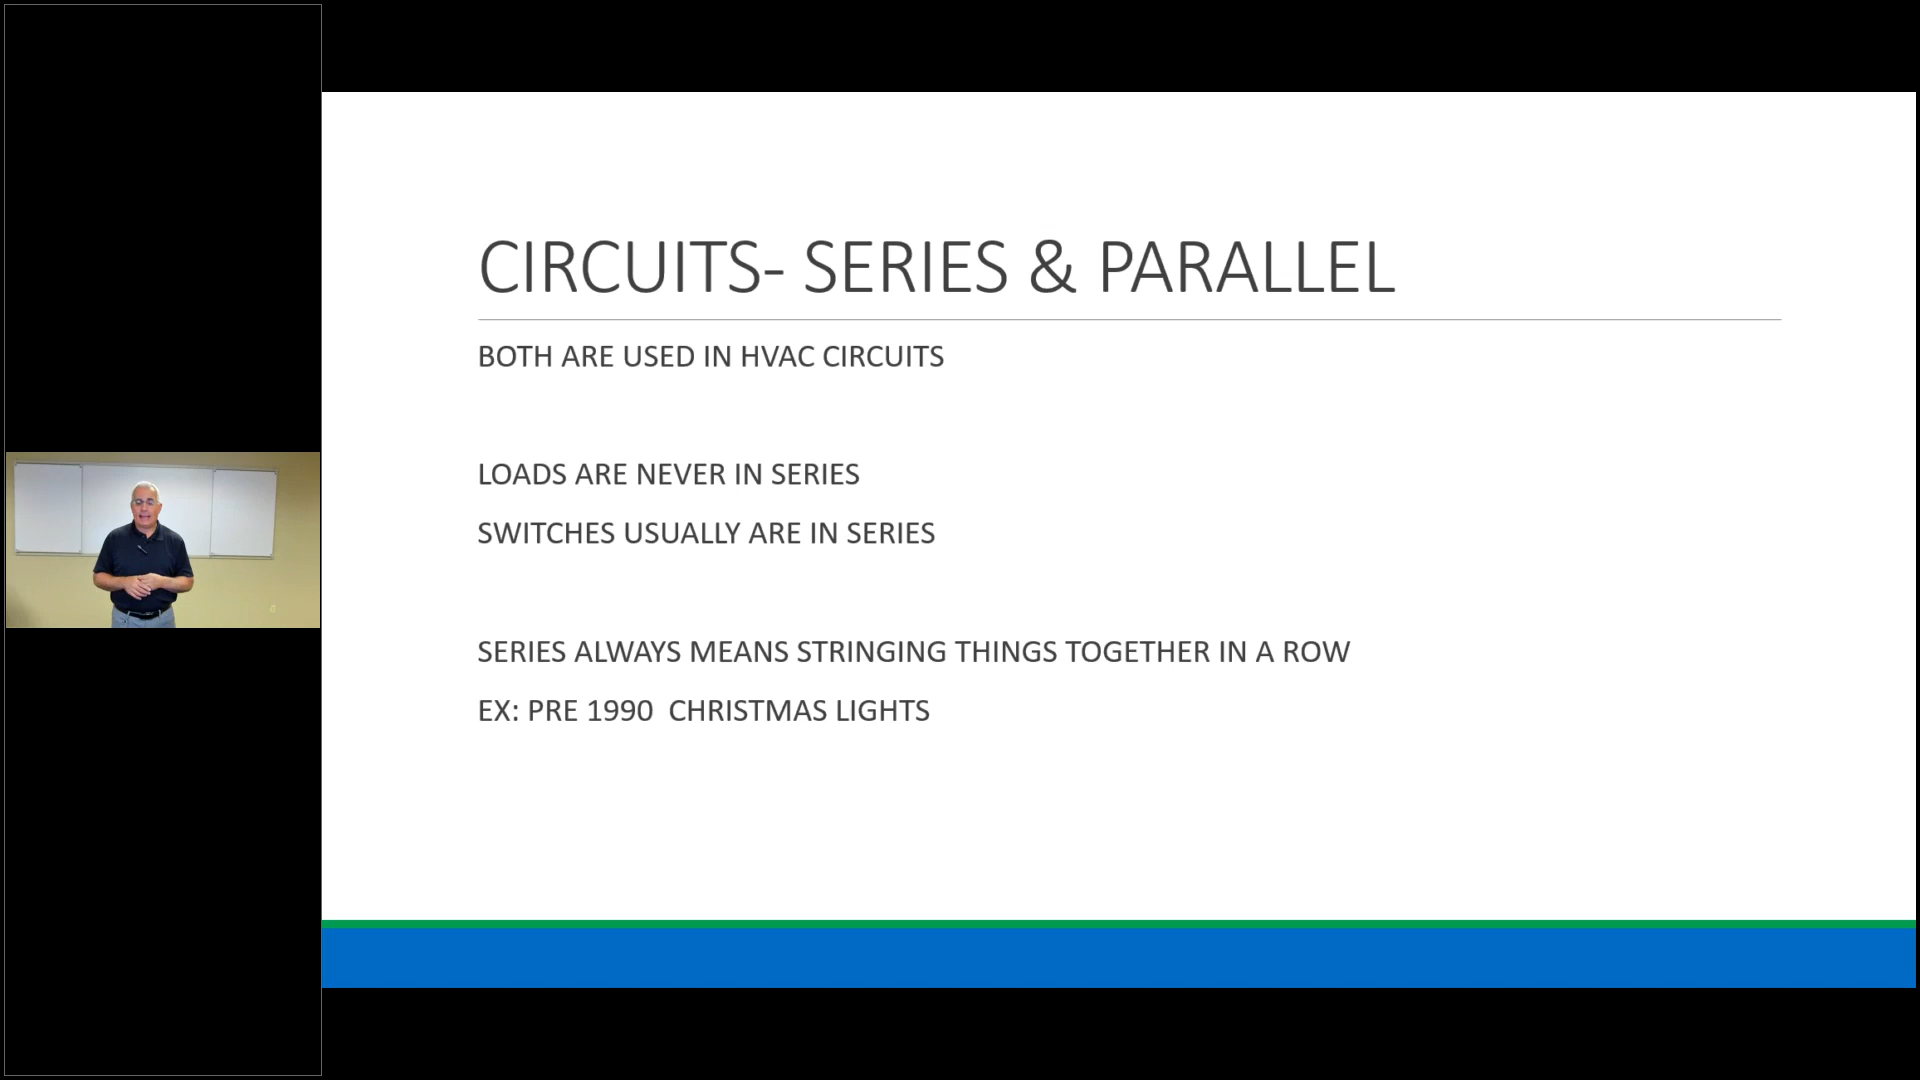 CIRCUITS- SERIES & PARALLEL
BOTH ARE USED IN HVAC CIRCUITS
LOADS ARE NEVER IN SERIES
SWITCHES USUALLY ARE IN SERIES
SERIES ALWAYS MEANS STRINGING THINGS TOGETHER IN A ROW
EX: PRE 1990  CHRISTMAS LIGHTS